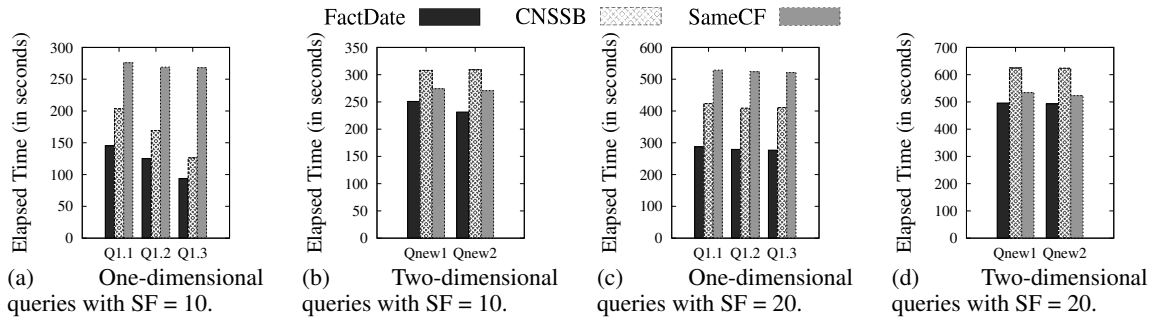 FactDate CNSSB SameCF
Elapsed Time (in seconds)
300
250
200
150
100
50
0
Q1.1 Q1.2 Q1.3
(a) One-dimensional
queries with SF = 10.
Elapsed Time (in seconds)
350
300
250
200
150
100
50
0
Qnew1 Qnew2
(b) Two-dimensional
queries with SF = 10.
Elapsed Time (in seconds)
600
500
400
300
200
100
0
Q1.1 Q1.2 Q1.3
(c) One-dimensional
queries with SF = 20.
Elapsed Time (in seconds)
700
600
500
400
300
200
100
0
Qnew1 Qnew2
(d) Two-dimensional
queries with SF = 20.